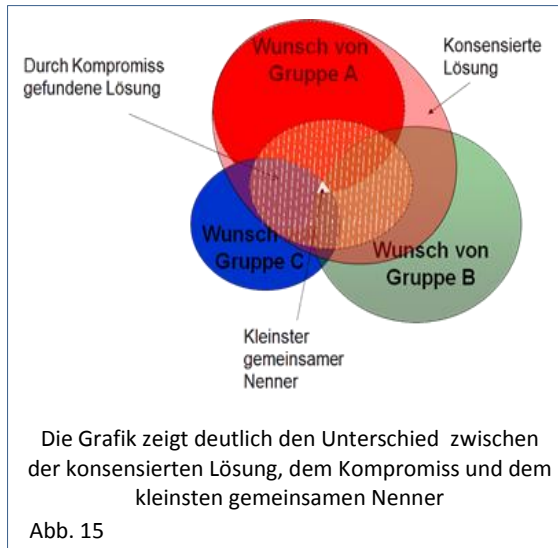 Wunsch von
Gruppe A
Konsensierte
Lösung
Durch Kompromiss
gefundene Lösung
Wunsch
Gruppe C
Wunsch von
Gruppe B
Kleinster
gemeinsamer
Nenner
Die Grafik zeigt deutlich den Unterschied zwischen
der konsensierten Lösung, dem Kompromiss und dem
kleinsten gemeinsamen Nenner
Abb. 15